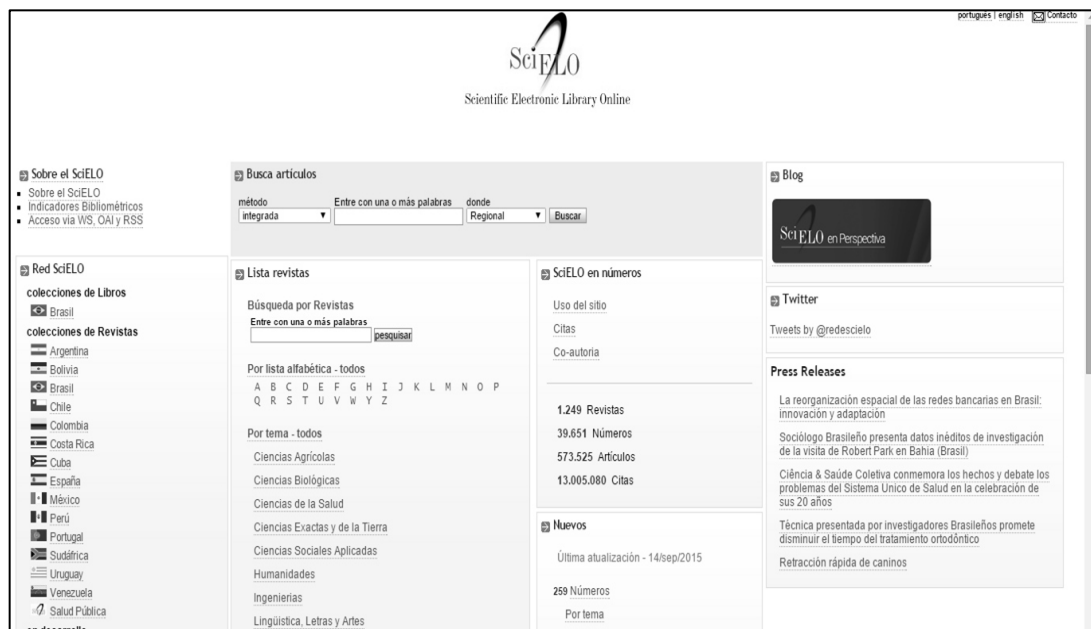 português | english Contacto
SciELO
Scientific Electronic Library Online
Sobre el SciELO
Sobre el SciELO
Indicadores Bibliométricos
Acceso via WS, OAI y RSS
Busca artículos
método Entre con una o más palabras donde
integrada Regional Buscar
Blog
SciELO en Perspectiva
Red SciELO
colecciones de Libros
Brasil
colecciones de Revistas
Argentina
Bolivia
Brasil
Chile
Colombia
Costa Rica
Cuba
España
México
Perú
Portugal
Sudáfrica
Uruguay
Venezuela
Salud Pública
en desarrollo
Lista revistas
Búsqueda por Revistas
Entre con una o más palabras
pesquisar
Por lista alfabética - todos
A B C D E F G H I J K L M N O P
Q R S T U V W Y Z
Por tema - todos
Ciencias Agrícolas
Ciencias Biológicas
Ciencias de la Salud
Ciencias Exactas y de la Tierra
Ciencias Sociales Aplicadas
Humanidades
Ingenierias
Lingüística, Letras y Artes
SciELO en números
Uso del sitio
Citas
Co-autoria
1.249 Revistas
39.651 Números
573.525 Artículos
13.005.080 Citas
Nuevos
Última atualización - 14/sep/2015
259 Números
Por tema
Twitter
Tweets by @redescielo
Press Releases
La reorganización espacial de las redes bancarias en Brasil:
innovación y adaptación
Sociólogo Brasileño presenta datos inéditos de investigación
de la visita de Robert Park en Bahia (Brasil)
Ciência & Saúde Coletiva conmemora los hechos y debate los
problemas del Sistema Unico de Salud en la celebración de
sus 20 años
Técnica presentada por investigadores Brasileños promete
disminuir el tiempo del tratamiento ortodôntico
Retracción rápida de caninos